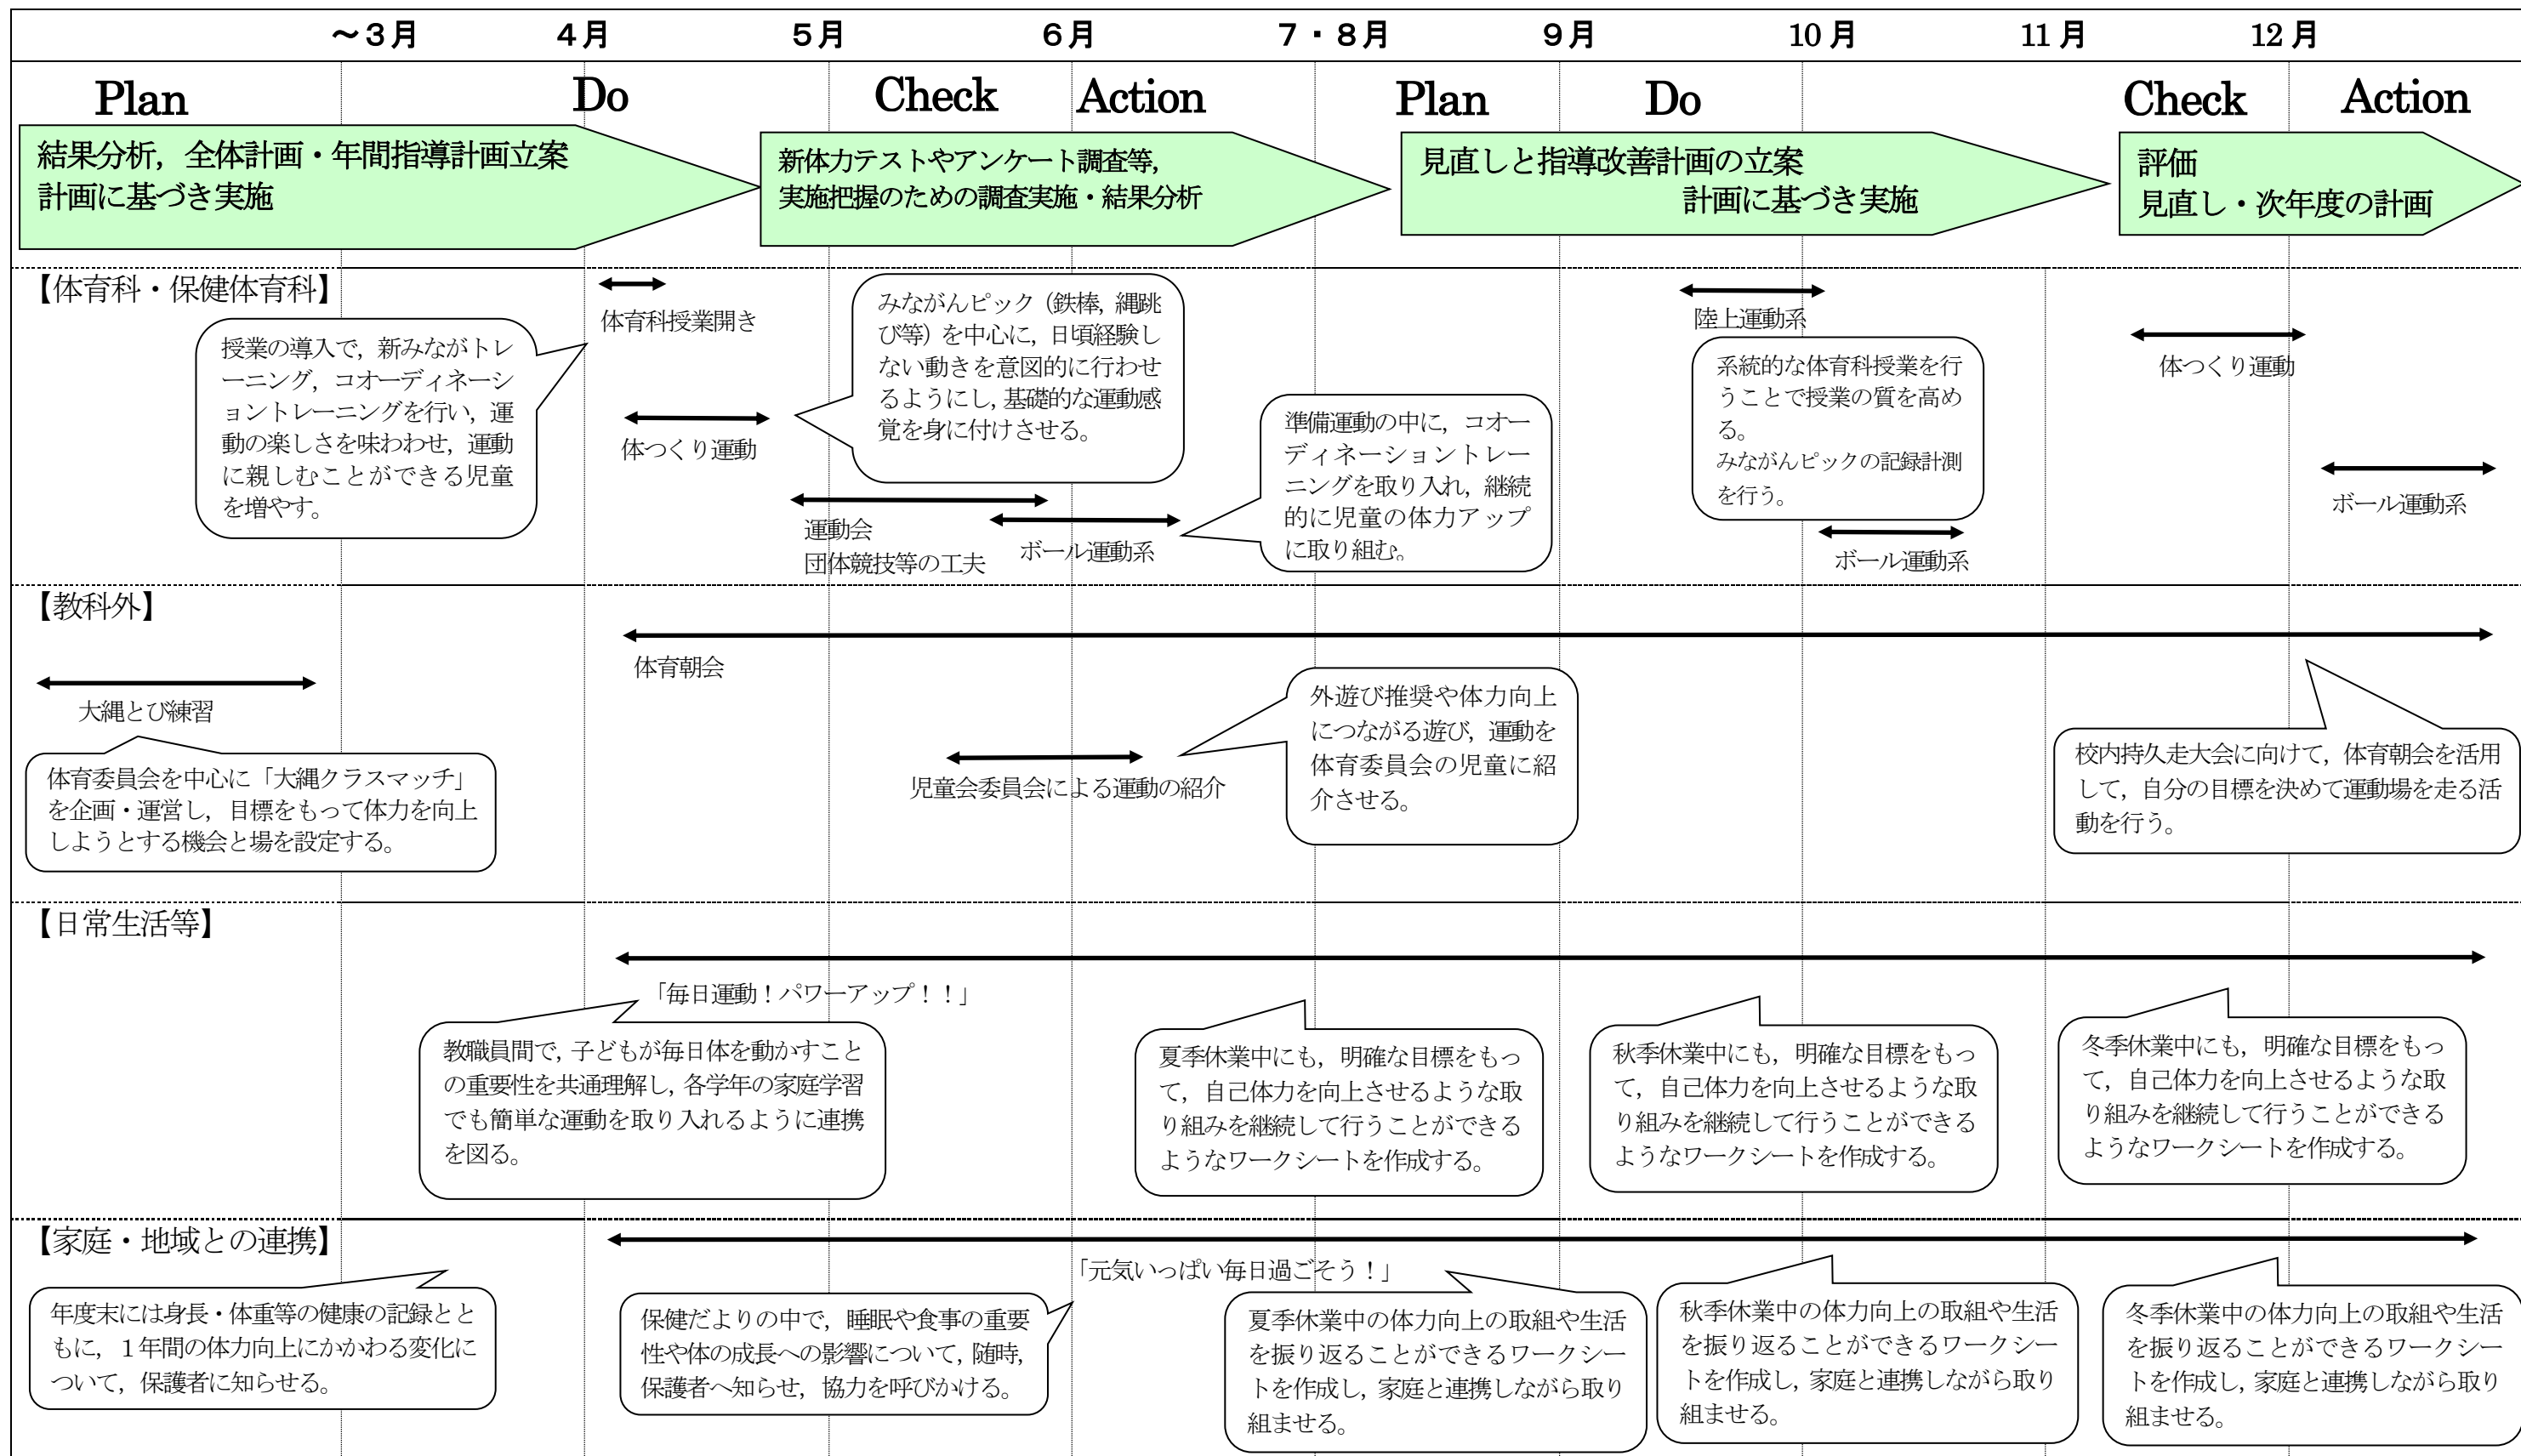 ～３月 ４月 ５月 ６月 ７・８月 ９月 10月 11月 12月
Plan Do Check Action Plan Do Check Action
結果分析，全体計画・年間指導計画立案
計画に基づき実施
新体力テストやアンケート調査等，
実施把握のための調査実施・結果分析
見直しと指導改善計画の立案
計画に基づき実施
評価
見直し・次年度の計画
【体育科・保健体育科】
授業の導入で，新みながトレ
ーニング，コオーディネーシ
ョントレーニングを行い，運
動の楽しさを味わわせ，運動
に親しむことができる児童
を増やす。
体育科授業開き
体つくり運動
みながんピック（鉄棒，縄跳
び等）を中心に，日頃経験し
ない動きを意図的に行わせ
るようにし，基礎的な運動感
覚を身に付けさせる。
運動会
団体競技等の工夫
ボール運動系
準備運動の中に，コオー
ディネーショントレー
ニングを取り入れ，継続
的に児童の体力アップ
に取り組む。
陸上運動系
系統的な体育科授業を行
うことで授業の質を高め
る。
みながんピックの記録計測
を行う。
ボール運動系
体つくり運動
ボール運動系
【教科外】
体育朝会
大縄とび練習
体育委員会を中心に「大縄クラスマッチ」
を企画・運営し，目標をもって体力を向上
しようとする機会と場を設定する。
児童会委員会による運動の紹介
外遊び推奨や体力向上
につながる遊び，運動を
体育委員会の児童に紹
介させる。
校内持久走大会に向けて，体育朝会を活用
して，自分の目標を決めて運動場を走る活
動を行う。
【日常生活等】
「毎日運動！パワーアップ！！」
教職員間で，子どもが毎日体を動かすこと
の重要性を共通理解し，各学年の家庭学習
でも簡単な運動を取り入れるように連携
を図る。
夏季休業中にも，明確な目標をもっ
て，自己体力を向上させるような取
り組みを継続して行うことができる
ようなワークシートを作成する。
秋季休業中にも，明確な目標をもっ
て，自己体力を向上させるような取
り組みを継続して行うことができる
ようなワークシートを作成する。
冬季休業中にも，明確な目標をもっ
て，自己体力を向上させるような取
り組みを継続して行うことができる
ようなワークシートを作成する。
【家庭・地域との連携】
「元気いっぱい毎日過ごそう！」
年度末には身長・体重等の健康の記録とと
もに，１年間の体力向上にかかわる変化に
ついて，保護者に知らせる。
保健だよりの中で，睡眠や食事の重要
性や体の成長への影響について，随時，
保護者へ知らせ，協力を呼びかける。
夏季休業中の体力向上の取組や生活
を振り返ることができるワークシー
トを作成し，家庭と連携しながら取り
組ませる。
秋季休業中の体力向上の取組や生活
を振り返ることができるワークシー
トを作成し，家庭と連携しながら取り
組ませる。
冬季休業中の体力向上の取組や生活
を振り返ることができるワークシー
トを作成し，家庭と連携しながら取り
組ませる。